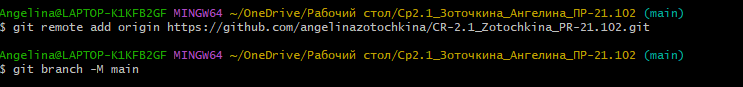 Angelina@LAPTOP-K1KFB2GF MINGW64 ~/OneDrive/Рабочий стол/Ср2.1_Зоточкина_Ангелина_ПР-21.102 (main)
$ git remote add origin https://github.com/angelinazotochkina/CR-2.1_Zotochkina_PR-21.102.git
Angelina@LAPTOP-K1KFB2GF MINGW64 ~/OneDrive/Рабочий стол/Ср2.1_Зоточкина_Ангелина_ПР-21.102 (main)
$ git branch -M main